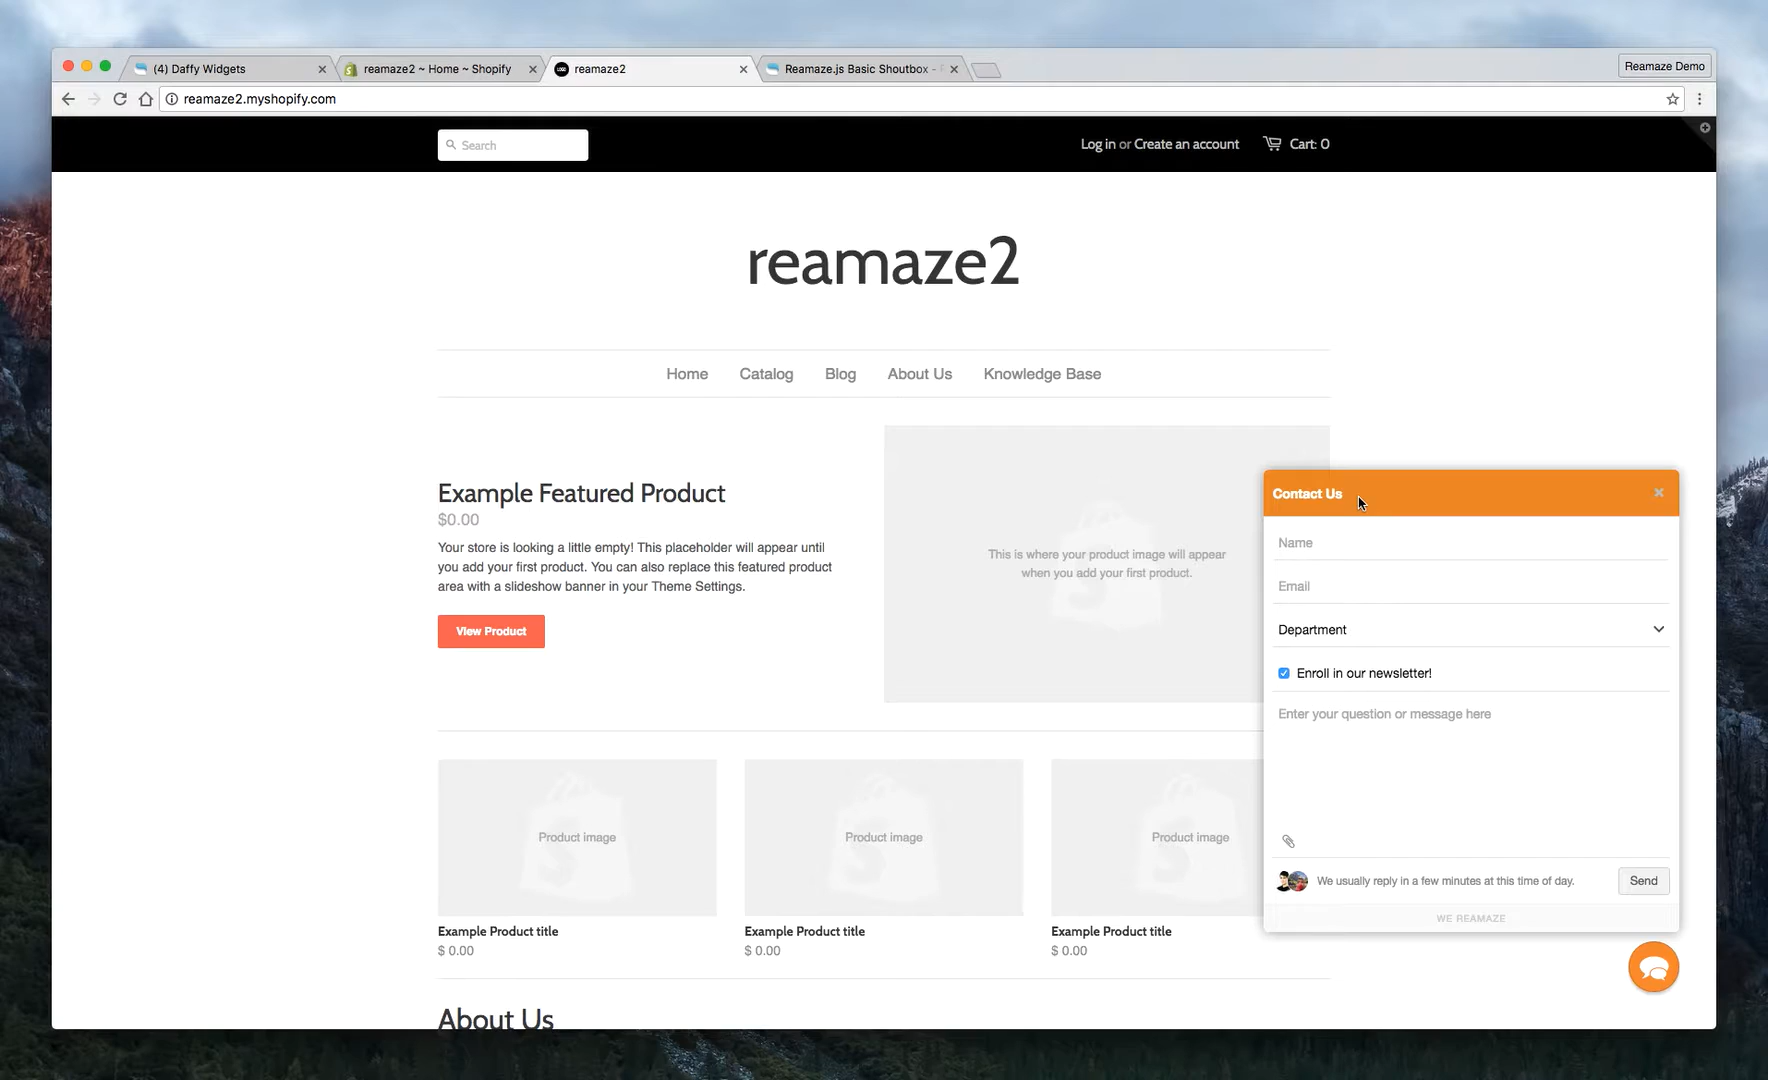 (4) Daffy Widgets
reamaze2 ~ Home ~ Shopify
reamaze2
Reamaze.js Basic Shoutbox -
Reamaze Demo
reamaze2.myshopify.com
Search
Log in or Create an account
Cart: 0
reamaze2
Home
Catalog
Blog
About Us
Knowledge Base
Example Featured Product
$0.00
Your store is looking a little empty! This placeholder will appear until
you add your first product. You can also replace this featured product
area with a slideshow banner in your Theme Settings.
View Product
This is where your product image will appear
when you add your first product.
Contact Us
Name
Email
Department
Enroll in our newsletter!
Enter your question or message here
We usually reply in a few minutes at this time of day.
Send
WE REAMAZE
Product image
Product image
Product image
Example Product title
$ 0.00
Example Product title
$ 0.00
Example Product title
$ 0.00
About Us